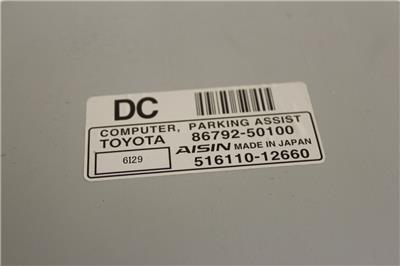 DC
COMPUTER, PARKING ASSIST
TOYOTA 86792-50100
6I29 AISIN MADE IN JAPAN
516110-12660